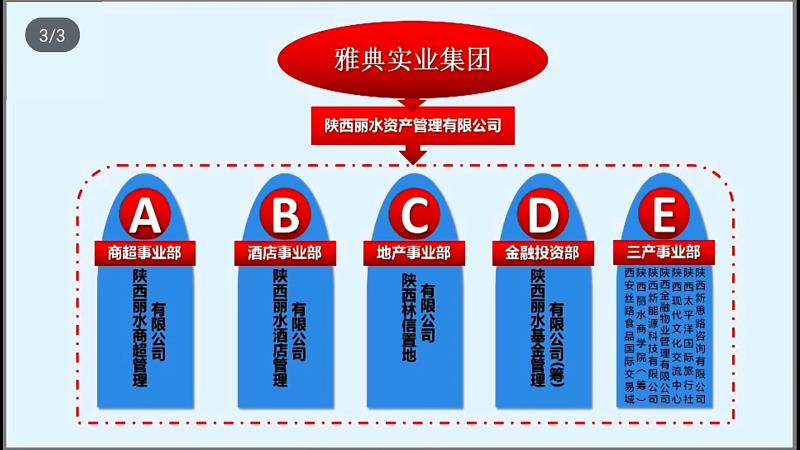 3/3
雅典实业集团
陕西丽水资产管理有限公司
A
商超事业部
陕西丽水商超管理
有限公司
B
酒店事业部
陕西丽水酒店管理
有限公司
C
地产事业部
陕西林信置地
有限公司
D
金融投资部
陕西丽水基金管理
有限公司(筹)
E
三产事业部
陕西新思路咨询有限公司
陕西太平洋国际旅行社
陕西现代文化交流中心
陕西金融物业管理有限公司
陕西新能源科技有限公司
陕西丽水商学院(筹)
西安丝路食品国际交易城